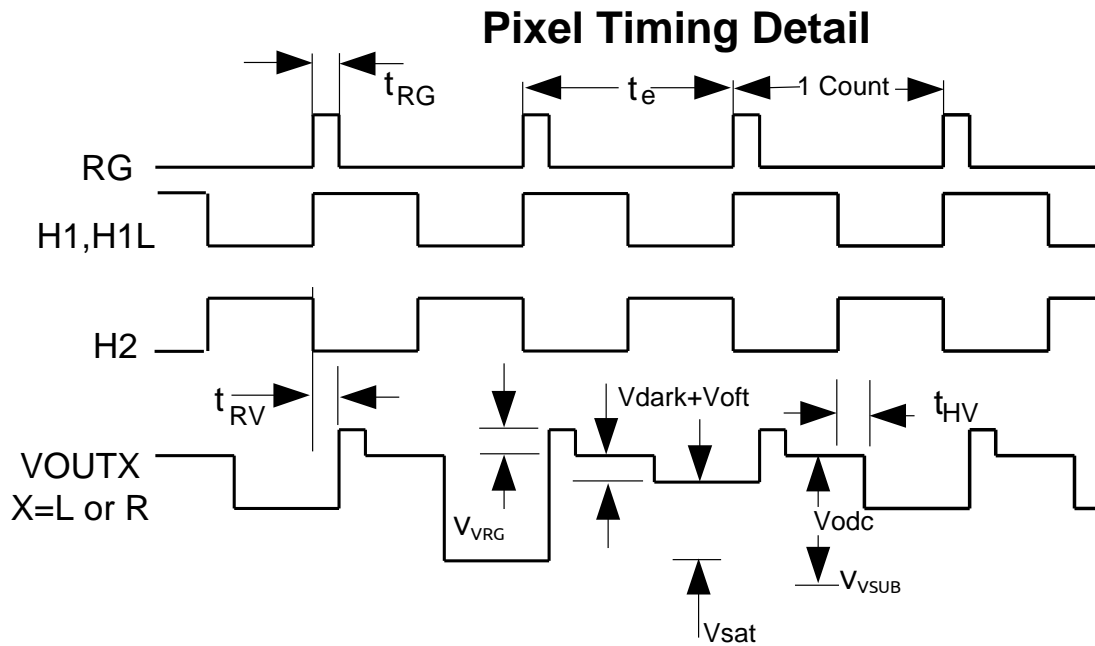 Pixel Timing Detail
tRG
te
1 Count
RG
H1,H1L
H2
tRV
Vdark+Voft
tHV
VOUTX
X=L or R
VVRG
Vodc
VVSUB
Vsat